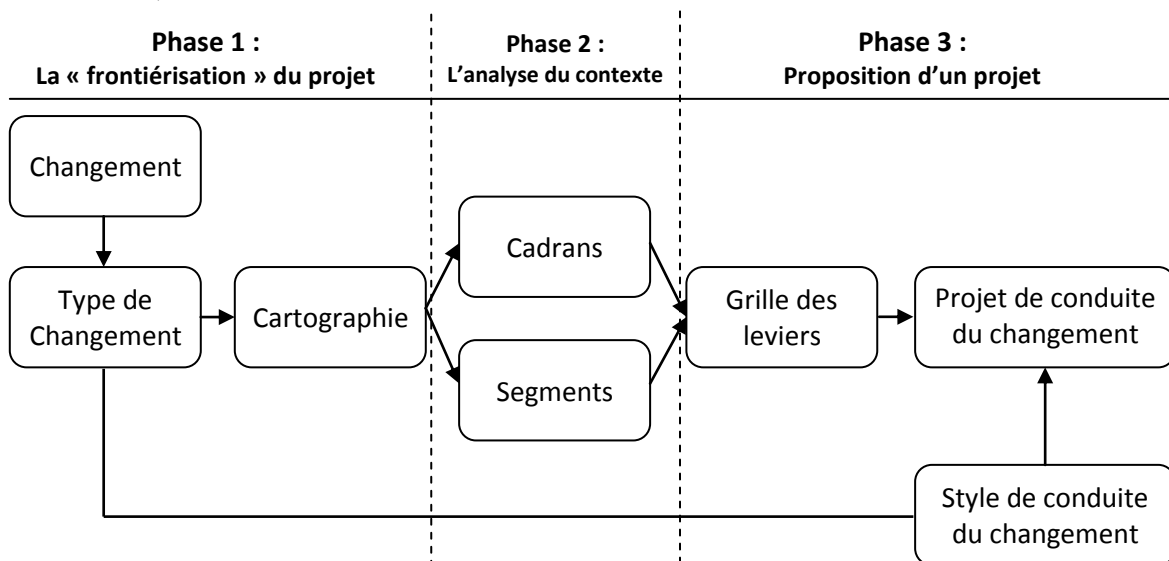 Phase 1 :
La « frontiérisation » du projet
Phase 2 :
L’analyse du contexte
Phase 3 :
Proposition d’un projet
Changement
Type de
Changement
Cartographie
Cadrans
Segments
Grille des
leviers
Projet de conduite
du changement
Style de conduite
du changement